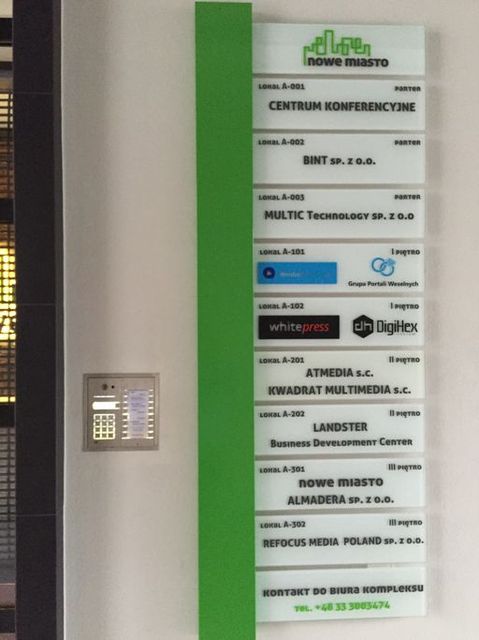 nowe miasto
LOKAL A-001 PARTER
CENTRUM KONFERENCYJNE
LOKAL A-002 PARTER
BINT SP. Z O.O.
LOKAL A-003 PARTER
MULTIC Technology SP. Z O.O
LOKAL A-101 I PIĘTRO
Grupa Portali Weselnych
LOKAL A-102 I PIĘTRO
whitepress DH DigiHex
LOKAL A-201 II PIĘTRO
ATMEDIA s.c.
KWADRAT MULTIMEDIA s.c.
LOKAL A-202 II PIĘTRO
LANDSTER
Business Development Center
LOKAL A-301 III PIĘTRO
nowe miasto
ALMADERA SP. Z O.O.
LOKAL A-302 III PIĘTRO
REFOCUS MEDIA POLAND SP. Z O.O.
KONTAKT DO BIURA KOMPLEKSU
TEL. +48 33 3003474